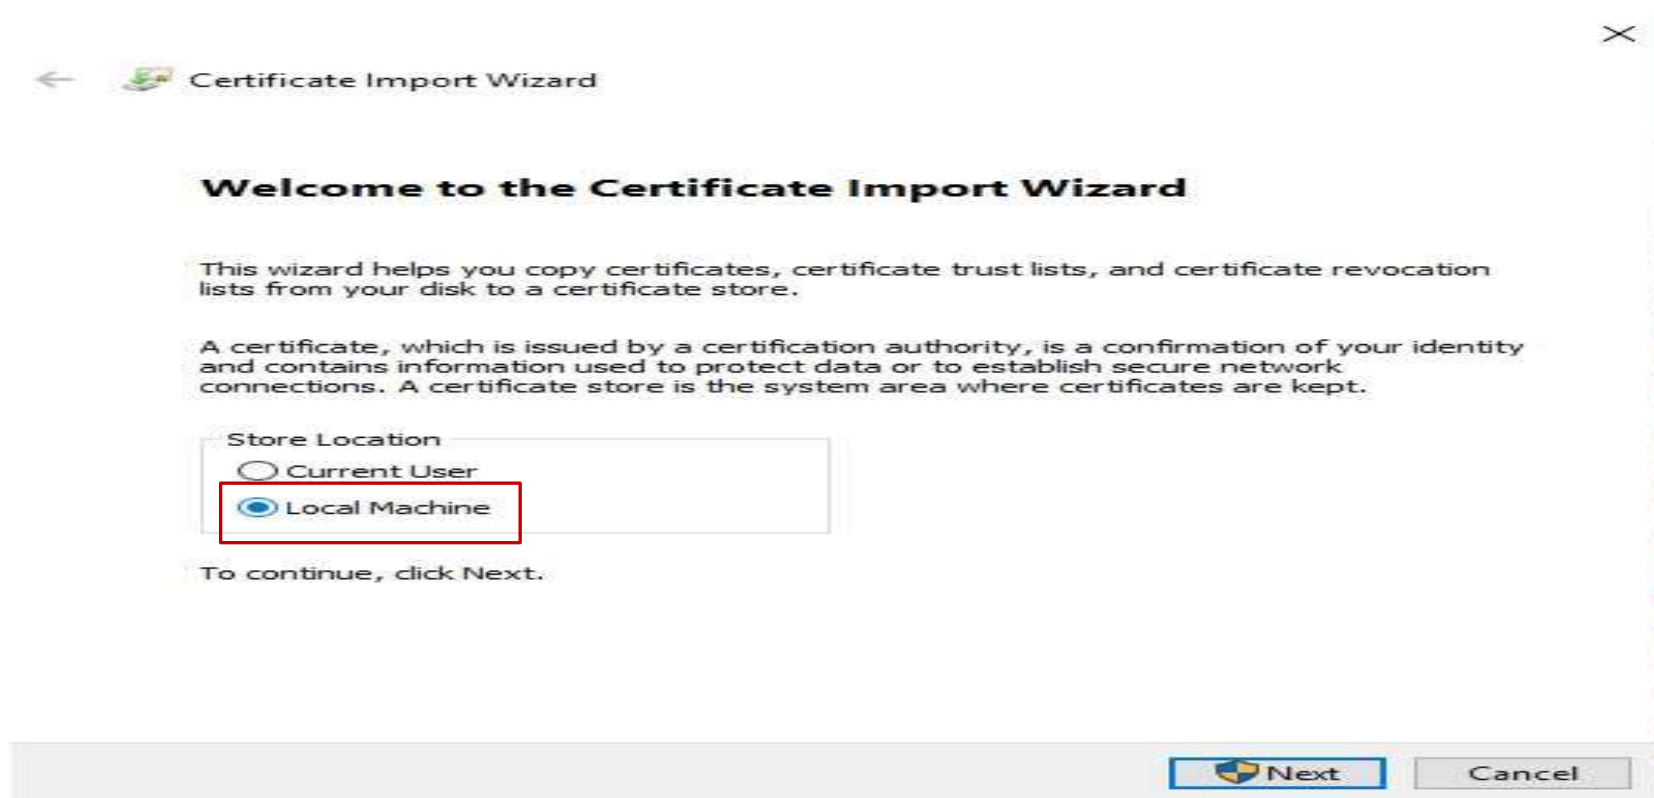 Certificate Import Wizard
Welcome to the Certificate Import Wizard
This wizard helps you copy certificates, certificate trust lists, and certificate revocation
lists from your disk to a certificate store.
A certificate, which is issued by a certification authority, is a confirmation of your identity
and contains information used to protect data or to establish secure network
connections. A certificate store is the system area where certificates are kept.
Store Location
Current User
Local Machine
To continue, click Next.
Next
Cancel